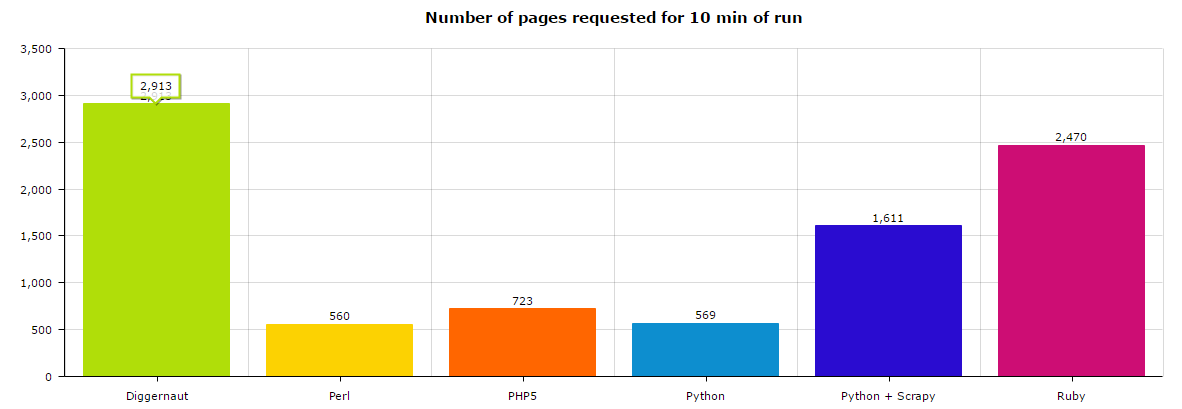 Number of pages requested for 10 min of run
3,500
3,000
2,500
2,000
1,500
1,000
500
0
2,913
2,913
560
723
569
1,611
2,470
Diggernaut
Perl
PHP5
Python
Python + Scrapy
Ruby